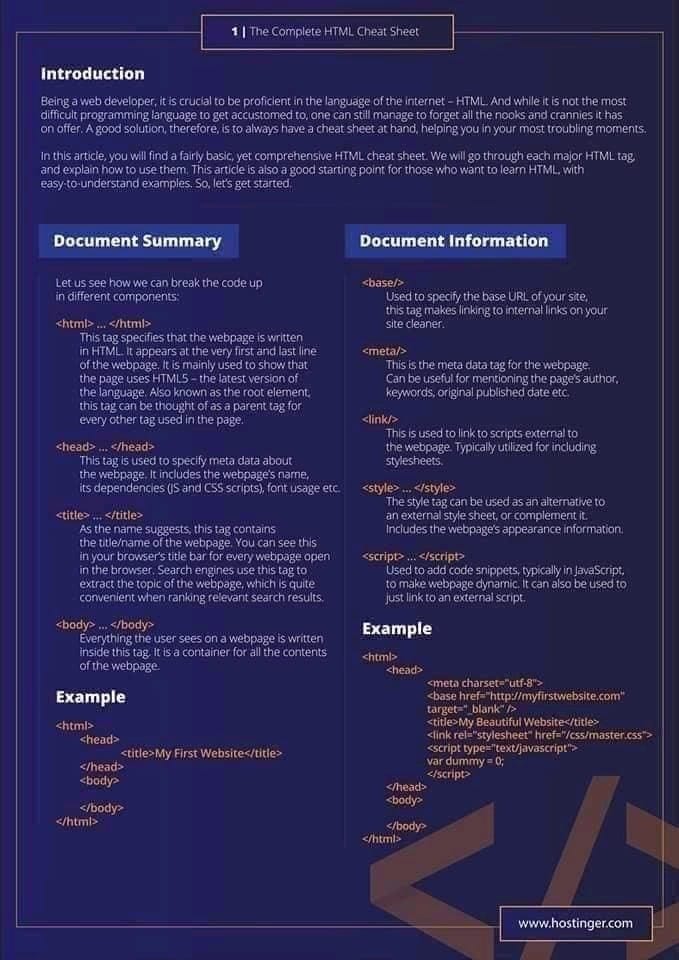 1 | The Complete HTML Cheat Sheet
Introduction
Being a web developer, it is crucial to be proficient in the language of the internet – HTML. And while it is not the most
difficult programming language to get accustomed to, one can still manage to forget all the nooks and crannies it has
on offer. A good solution, therefore, is to always have a cheat sheet at hand, helping you in your most troubling moments.
In this article, you will find a fairly basic, yet comprehensive HTML cheat sheet. We will go through each major HTML tag,
and explain how to use them. This article is also a good starting point for those who want to learn HTML, with
easy-to-understand examples. So, let's get started.
Document Summary
Let us see how we can break the code up
in different components:
<html> ... </html>
This tag specifies that the webpage is written
in HTML. It appears at the very first and last line
of the webpage. It is mainly used to show that
the page uses HTML5 – the latest version of
the language. Also known as the root element,
this tag can be thought of as a parent tag for
every other tag used in the page.
<head> ... </head>
This tag is used to specify meta data about
the webpage. It includes the webpage's name,
its dependencies (JS and CSS scripts), font usage etc.
<title> ... </title>
As the name suggests, this tag contains
the title/name of the webpage. You can see this
in your browser's title bar for every webpage open
in the browser. Search engines use this tag to
extract the topic of the webpage, which is quite
convenient when ranking relevant search results.
<body> ... </body>
Everything the user sees on a webpage is written
inside this tag. It is a container for all the contents
of the webpage.
Example
<html>
<head>
<title>My First Website</title>
</head>
<body>
</body>
</html>
Document Information
<base/>
Used to specify the base URL of your site,
this tag makes linking to internal links on your
site cleaner.
<meta/>
This is the meta data tag for the webpage.
Can be useful for mentioning the page's author,
keywords, original published date etc.
<link/>
This is used to link to scripts external to
the webpage. Typically utilized for including
stylesheets.
<style> ... </style>
The style tag can be used as an alternative to
an external style sheet, or complement it.
Includes the webpage's appearance information.
<script> ... </script>
Used to add code snippets, typically in JavaScript,
to make webpage dynamic. It can also be used to
just link to an external script.
Example
<html>
<head>
<meta charset="utf-8">
<base href="http://myfirstwebsite.com"
target="_blank" />
<title>My Beautiful Website</title>
<link rel="stylesheet" href="/css/master.css">
<script type="text/javascript">
var dummy = 0;
</script>
</head>
<body>
</body>
</html>
www.hostinger.com